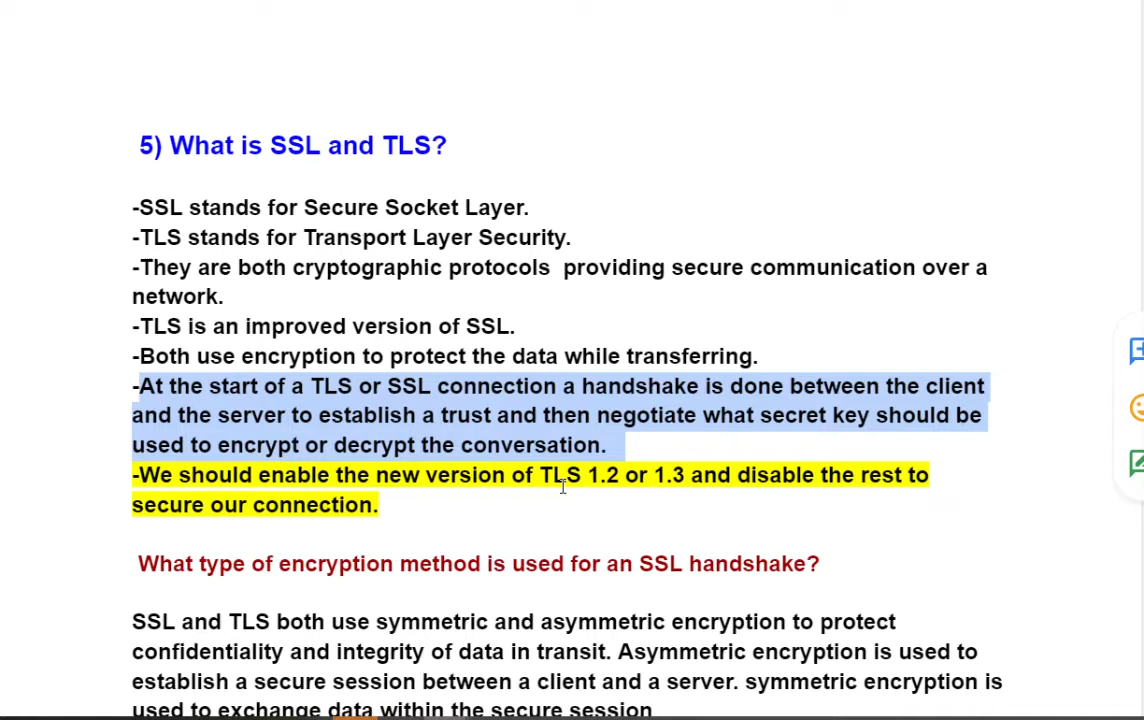 5) What is SSL and TLS?
-SSL stands for Secure Socket Layer.
-TLS stands for Transport Layer Security.
-They are both cryptographic protocols  providing secure communication over a
network.
-TLS is an improved version of SSL.
-Both use encryption to protect the data while transferring.
-At the start of a TLS or SSL connection a handshake is done between the client
and the server to establish a trust and then negotiate what secret key should be
used to encrypt or decrypt the conversation.
-We should enable the new version of TLS 1.2 or 1.3 and disable the rest to
secure our connection.
What type of encryption method is used for an SSL handshake?
SSL and TLS both use symmetric and asymmetric encryption to protect
confidentiality and integrity of data in transit. Asymmetric encryption is used to
establish a secure session between a client and a server. symmetric encryption is
used to exchange data within the secure session